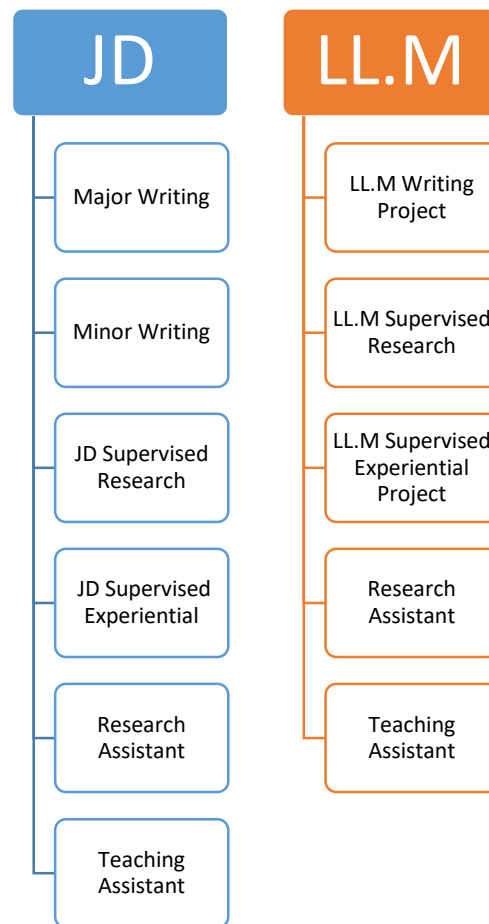 JD
Major Writing
Minor Writing
JD Supervised
Research
JD Supervised
Experiential
Research
Assistant
Teaching
Assistant
LL.M
LL.M Writing
Project
LL.M Supervised
Research
LL.M Supervised
Experiential
Project
Research
Assistant
Teaching
Assistant